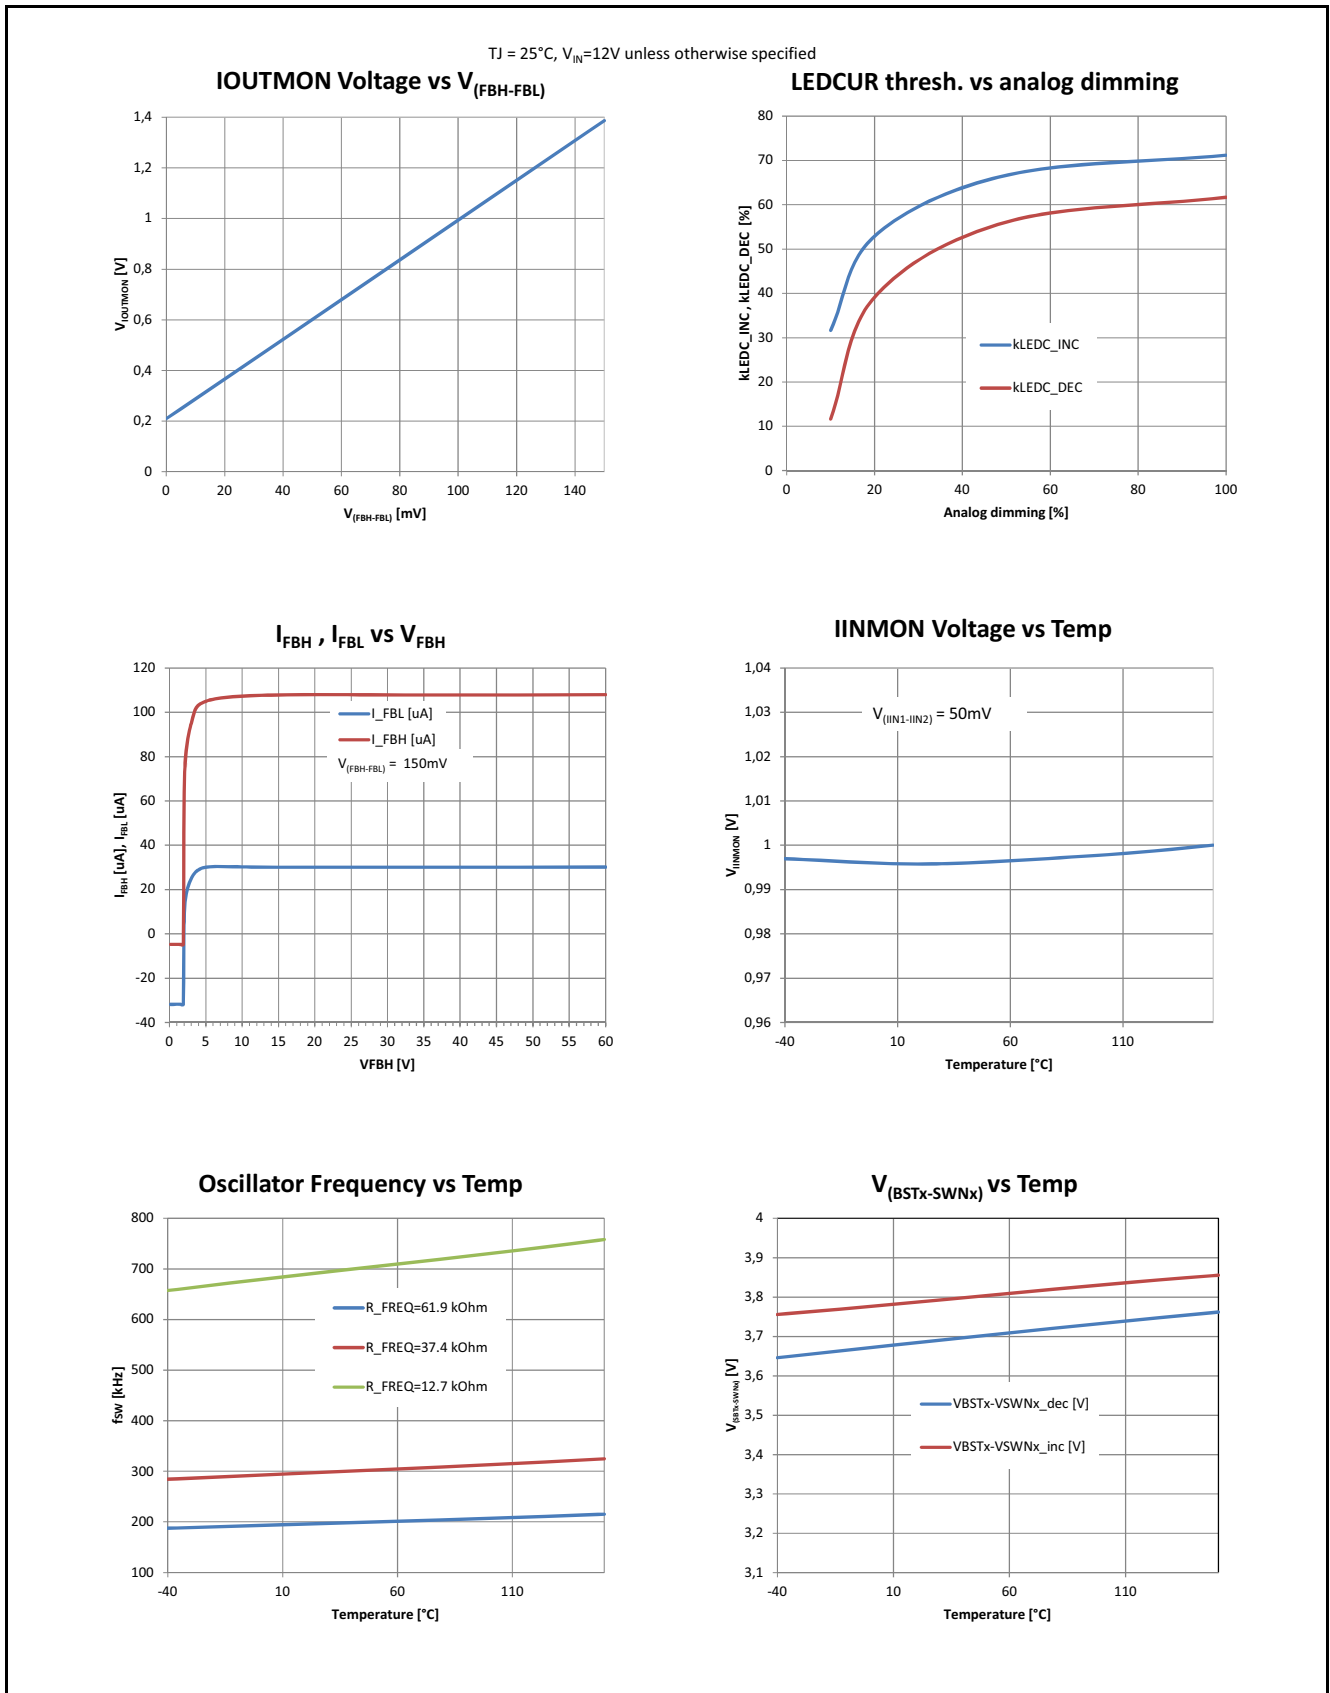 TJ = 25°C, VIN=12V unless otherwise specified
IOUTMON Voltage vs V(FBH-FBL)
1,4
1,2
1
0,8
0,6
0,4
0,2
0
VIOUTMON [V]
0 20 40 60 80 100 120 140
V(FBH-FBL) [mV]
LEDCUR thresh. vs analog dimming
80
70
60
50
40
30
20
10
0
kLEDC_INC , kLEDC_DEC [%]
kLEDC_INC
kLEDC_DEC
0 20 40 60 80 100
Analog dimming [%]
IFBH , IFBL vs VFBH
120
100
80
60
40
20
0
-20
-40
IFBH [uA], IFBL [uA]
I_FBL [uA]
I_FBH [uA]
V(FBH-FBL) = 150mV
0 5 10 15 20 25 30 35 40 45 50 55 60
VFBH [V]
IINMON Voltage vs Temp
1,04
1,03
1,02
1,01
1
0,99
0,98
0,97
0,96
VIINMON [V]
V(IIN1-IIN2) = 50mV
-40 10 60 110
Temperature [°C]
Oscillator Frequency vs Temp
800
700
600
500
400
300
200
100
fsw [kHz]
R_FREQ=61.9 kOhm
R_FREQ=37.4 kOhm
R_FREQ=12.7 kOhm
-40 10 60 110
Temperature [°C]
V(BSTx-SWNx) vs Temp
4
3,9
3,8
3,7
3,6
3,5
3,4
3,3
3,2
3,1
V(SBTx-SWNx) [V]
VBSTx-VSWNx_dec [V]
VBSTx-VSWNx_inc [V]
-40 10 60 110
Temperature [°C]